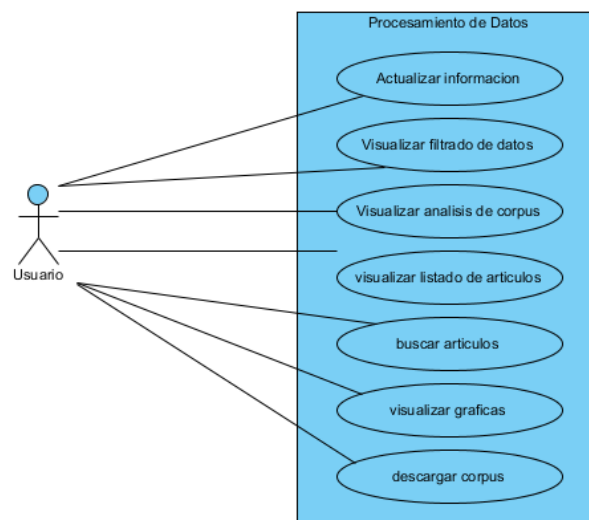 Procesamiento de Datos
Actualizar informacion
Visualizar filtrado de datos
Visualizar analisis de corpus
Usuario
visualizar listado de articulos
buscar articulos
visualizar graficas
descargar corpus